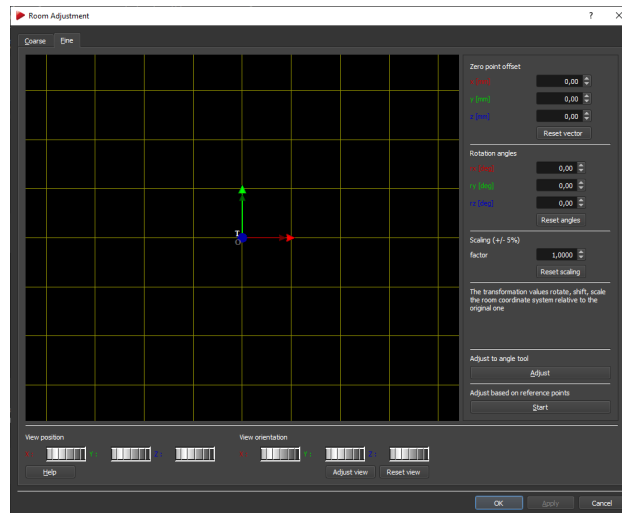 Room Adjustment
? ×
Coarse Fine
Zero point offset
x [mm] 0,00
y [mm] 0,00
z [mm] 0,00
Reset vector
Rotation angles
0,00
ry [deg] 0,00
rz [deg] 0,00
Reset angles
Scaling (+/- 5%)
factor 1,0000
Reset scaling
The transformation values rotate, shift, scale
the room coordinate system relative to the
original one
T
O
Adjust to angle tool
Adjust
Adjust based on reference points
Start
View position View orientation
X : Y : Z : X : Y : Z :
Help Adjust view Reset view
OK Apply Cancel